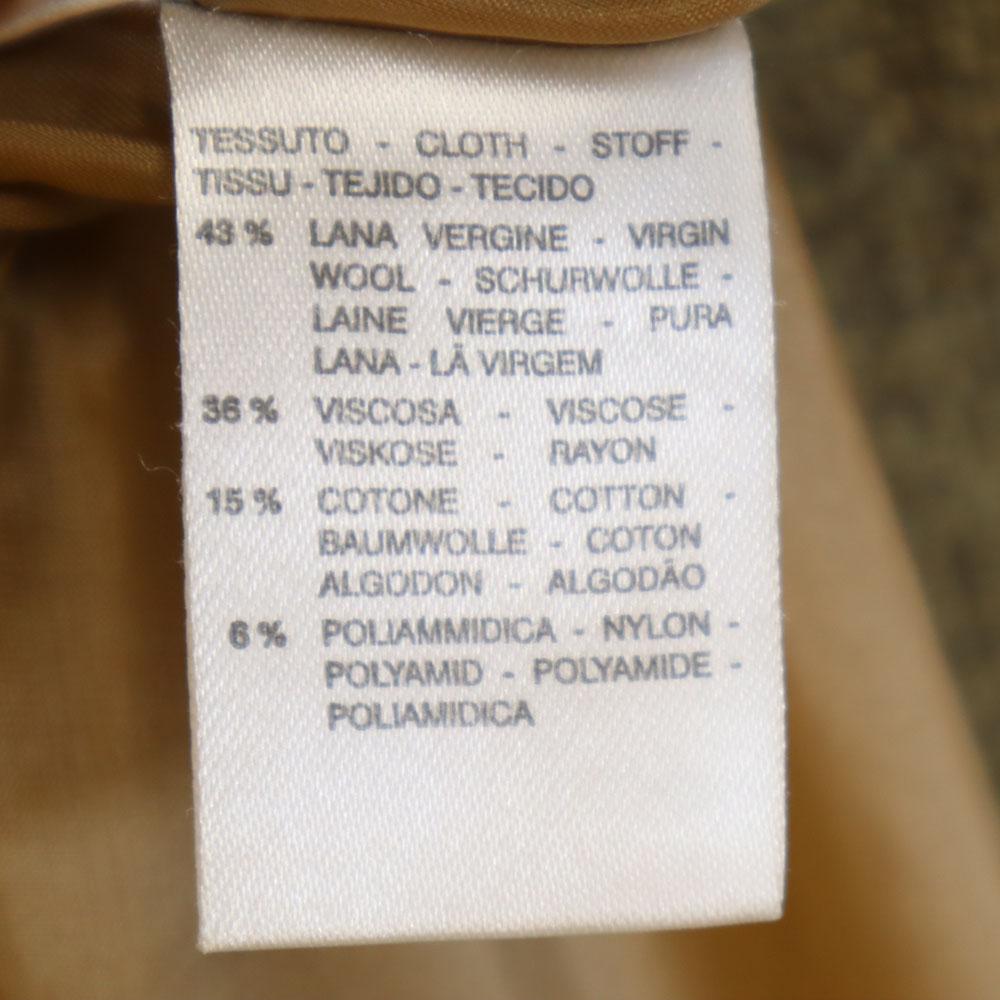 TESSUTO - CLOTH - STOFF -
TISSU - TEJIDO - TECIDO
43 % LANA VERGINE - VIRGIN
WOOL - SCHURWOLLE -
LAINE VIERGE - PURA
LANA - LÃ VIRGEM
36 % VISCOSA - VISCOSE -
VISKOSE - RAYON
15 % COTONE - COTTON -
BAUMWOLLE - COTON
ALGODON - ALGODÃO
6 % POLIAMMIDICA - NYLON -
POLYAMID - POLYAMIDE -
POLIAMIDICA